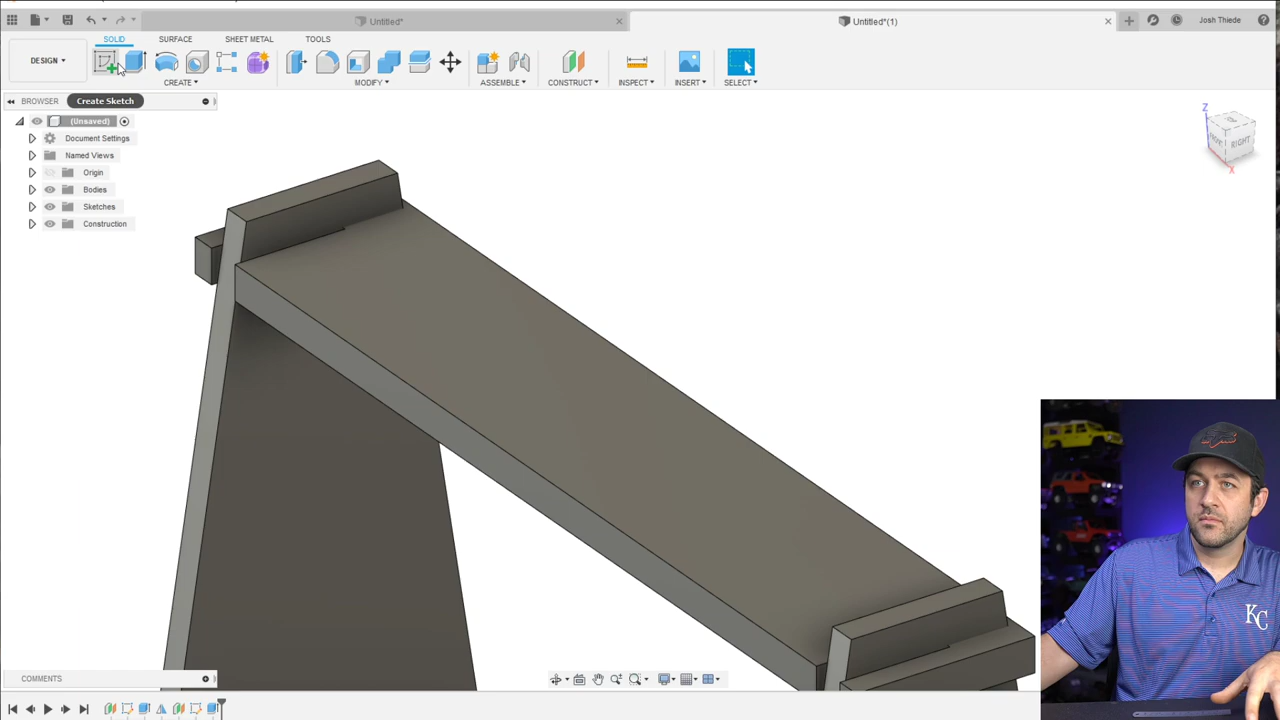 Untitled*
Untitled*(1)
Josh Thiede
DESIGN
SOLID
SURFACE
SHEET METAL
TOOLS
CREATE
MODIFY
ASSEMBLE
CONSTRUCT
INSPECT
INSERT
SELECT
BROWSER
Create Sketch
(Unsaved)
Document Settings
Named Views
Origin
Bodies
Sketches
Construction
Z
RIGHT
X
KC
COMMENTS